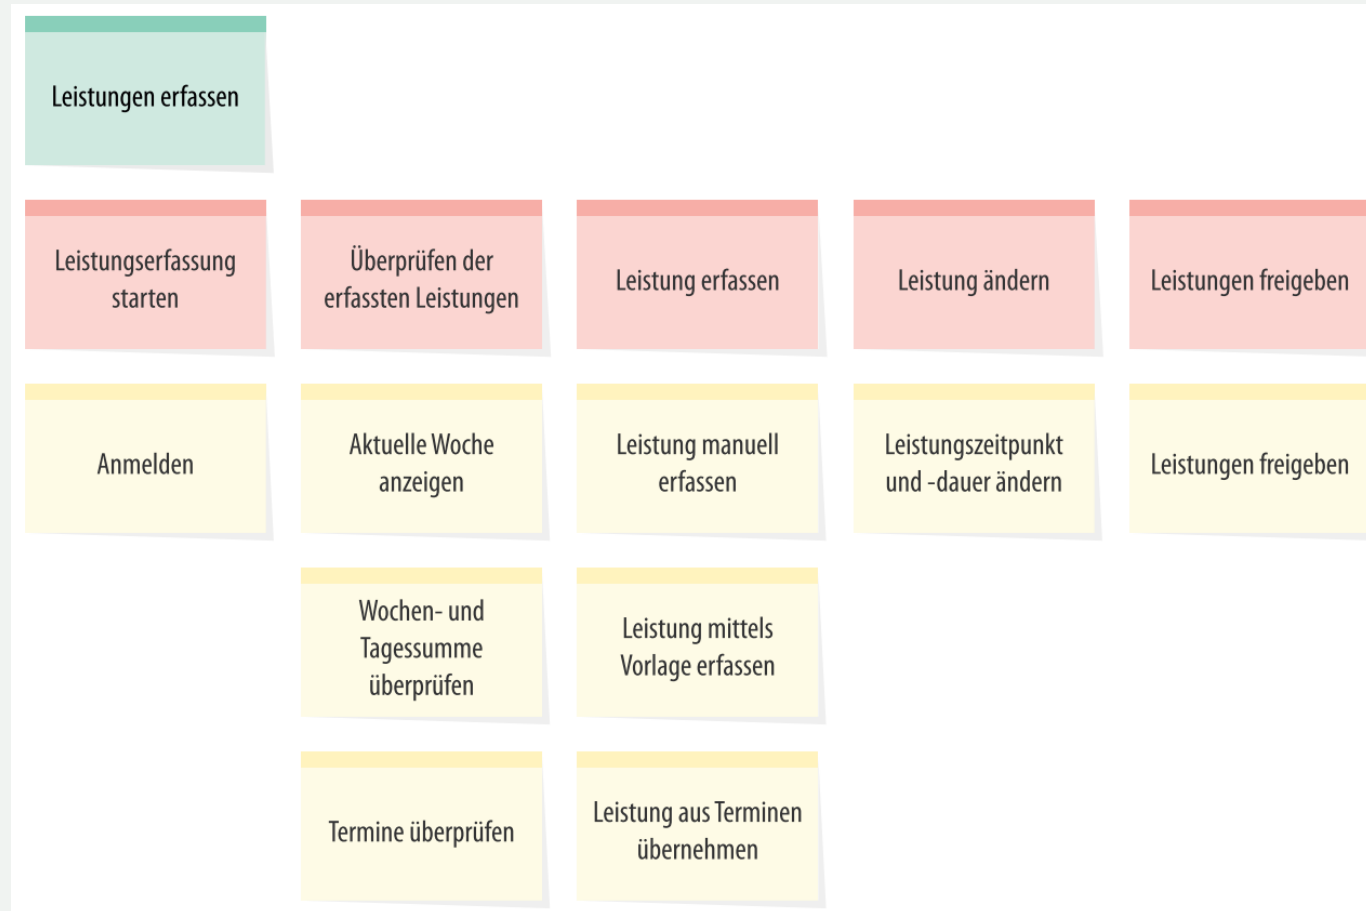 Leistungen erfassen
Leistungserfassung
starten
Überprüfen der
erfassten Leistungen
Leistung erfassen
Leistung ändern
Leistungen freigeben
Anmelden
Aktuelle Woche
anzeigen
Leistung manuell
erfassen
Leistungszeitpunkt
und -dauer ändern
Leistungen freigeben
Wochen- und
Tagessumme
überprüfen
Leistung mittels
Vorlage erfassen
Termine überprüfen
Leistung aus Terminen
übernehmen